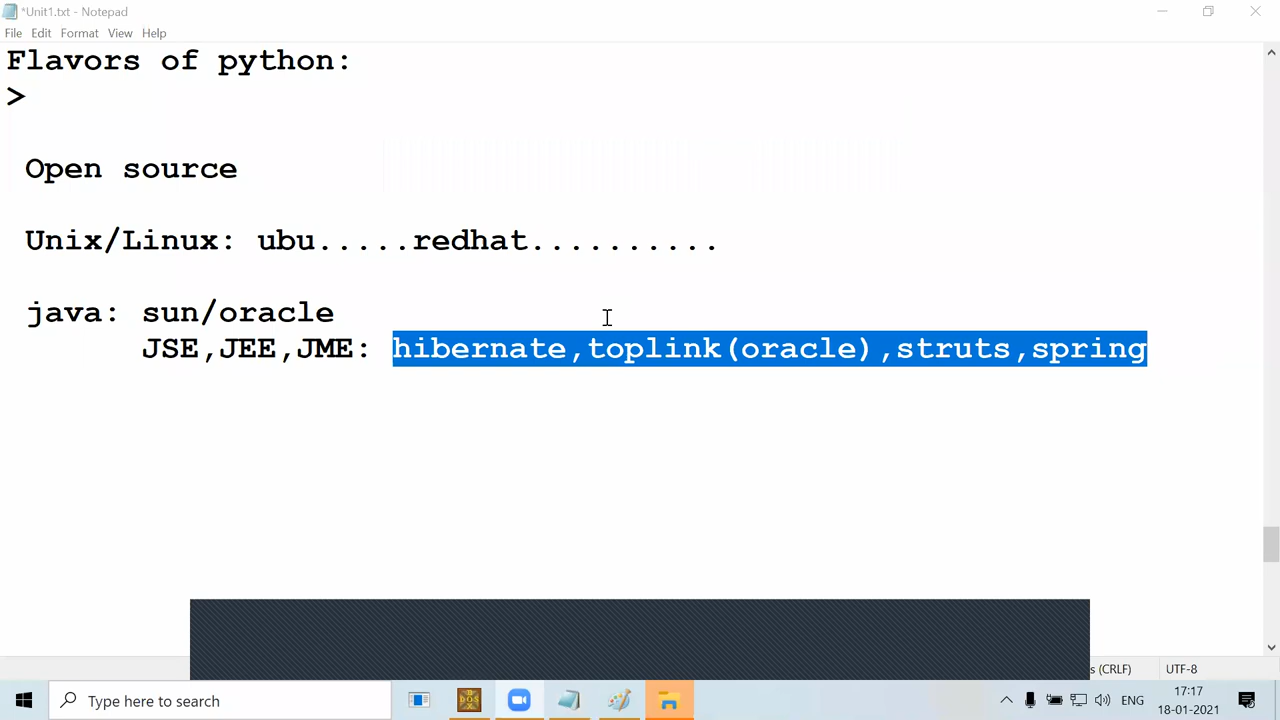 *Unit1.txt - Notepad
File Edit Format View Help
Flavors of python:
>
Open source
Unix/Linux: ubu.....redhat..........
java: sun/oracle
JSE,JEE,JME: hibernate,toplink(oracle),struts,spring
(CRLF) UTF-8
Type here to search
DOS
ENG
17:17
18-01-2021